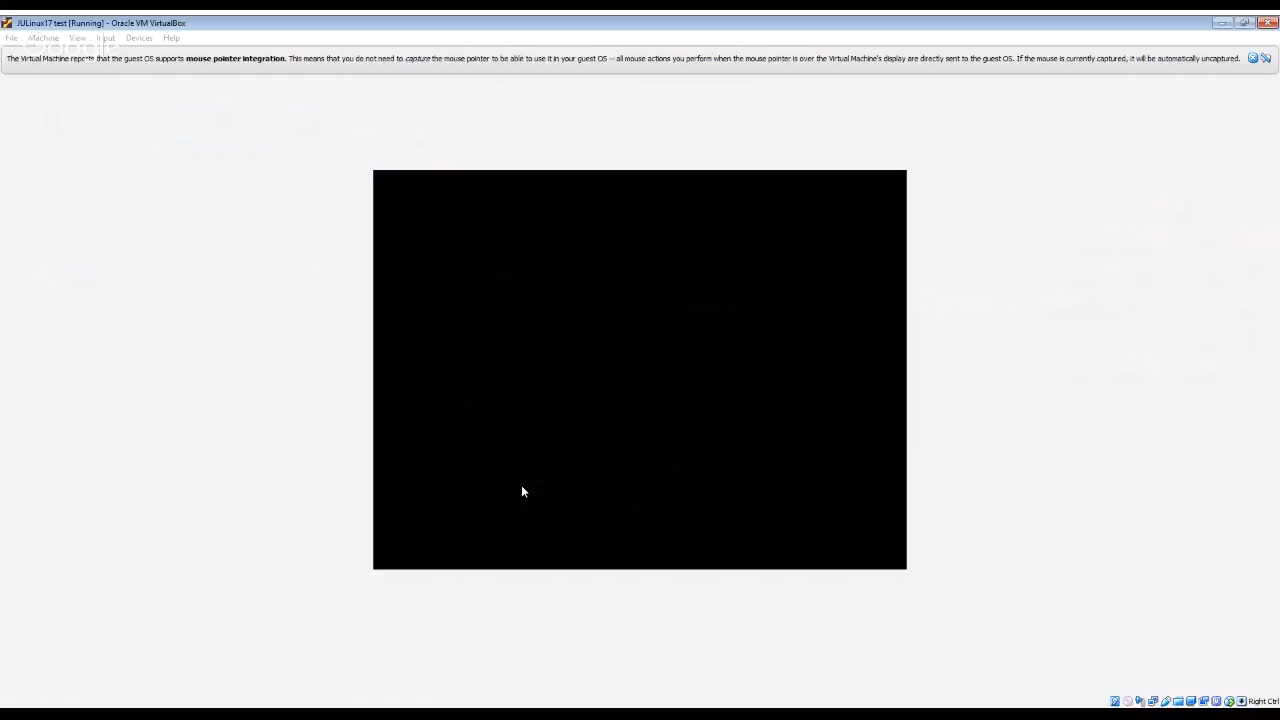 JULinux17 test [Running] - Oracle VM VirtualBox
File Machine View Input Devices Help
Google
The Virtual Machine reports that the guest OS supports mouse pointer integration. This means that you do not need to capture the mouse pointer to be able to use it in your guest OS -- all mouse actions you perform when the mouse pointer is over the Virtual Machine's display are directly sent to the guest OS. If the mouse is currently captured, it will be automatically uncaptured.
Right Ctrl